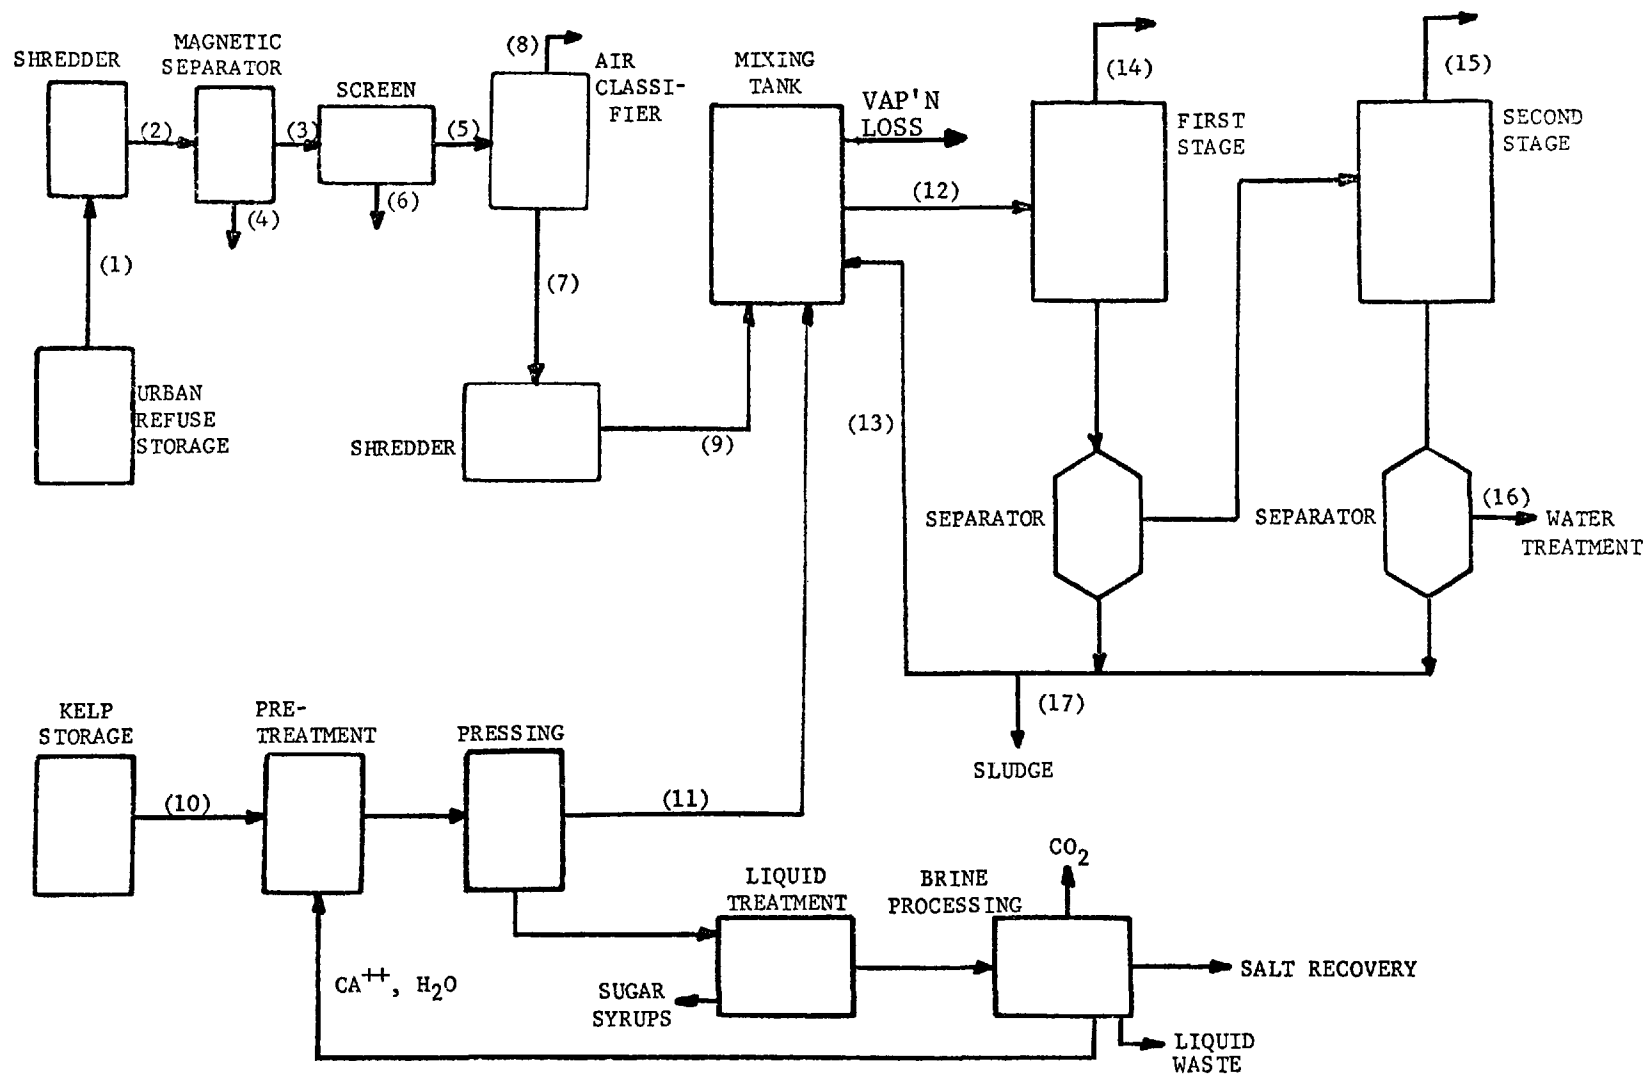 SHREDDER
MAGNETIC
SEPARATOR
SCREEN
(8)
AIR
CLASSI-
FIER
(2)
(3)
(5)
(4)
(6)
(1)
(7)
URBAN
REFUSE
STORAGE
SHREDDER
(9)
MIXING
TANK
VAP'N
LOSS
(12)
(13)
(14)
FIRST
STAGE
(15)
SECOND
STAGE
SEPARATOR
SEPARATOR
(16)
WATER
TREATMENT
(17)
SLUDGE
KELP
STORAGE
(10)
PRE-
TREATMENT
PRESSING
(11)
LIQUID
TREATMENT
BRINE
PROCESSING
CO2
SALT RECOVERY
SUGAR
SYRUPS
CA++, H2O
LIQUID
WASTE